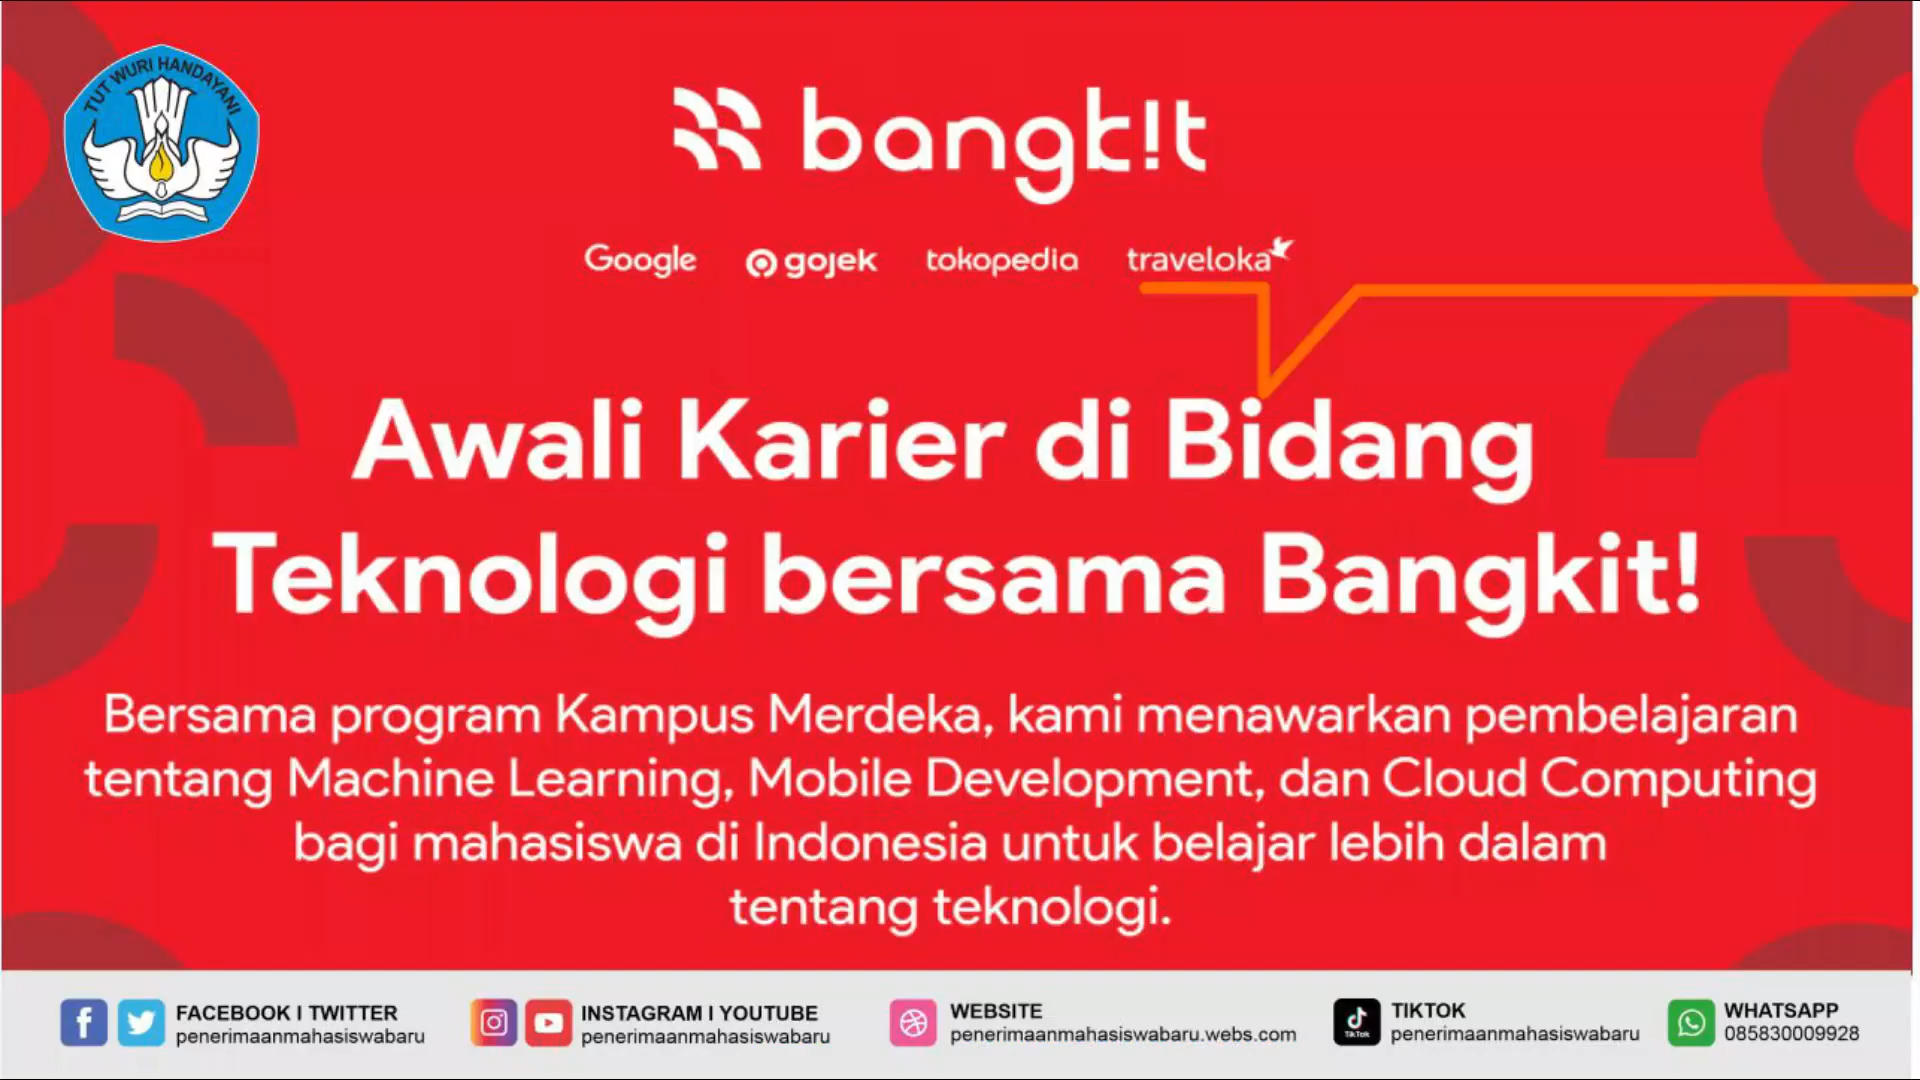 TUT WURI HANDAYANI
bangk!t
Google gojek tokopedia traveloka
Awali Karier di Bidang
Teknologi bersama Bangkit!
Bersama program Kampus Merdeka, kami menawarkan pembelajaran
tentang Machine Learning, Mobile Development, dan Cloud Computing
bagi mahasiswa di Indonesia untuk belajar lebih dalam
tentang teknologi.
FACEBOOK I TWITTER
penerimaanmahasiswabaru
INSTAGRAM I YOUTUBE
penerimaanmahasiswabaru
WEBSITE
penerimaanmahasiswabaru.webs.com
TikTok
TIKTOK
penerimaanmahasiswabaru
WHATSAPP
085830009928